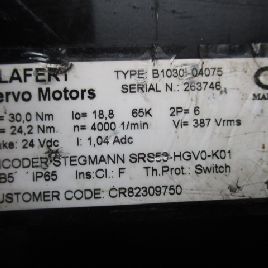 LAFERT TYPE: B1030I-04075
ervo Motors SERIAL N.: 263746
= 30,0 Nm Io= 18,8 65K 2P= 6
= 24,2 Nm n= 4000 1/min Vi= 387 Vrms
ake: 24 Vdc I: 1,04 Adc
NCODER STEGMANN SRS53-HGV0-K01
B5 IP65 Ins.Cl.: F Th.Prot.: Switch
USTOMER CODE: CR82309750